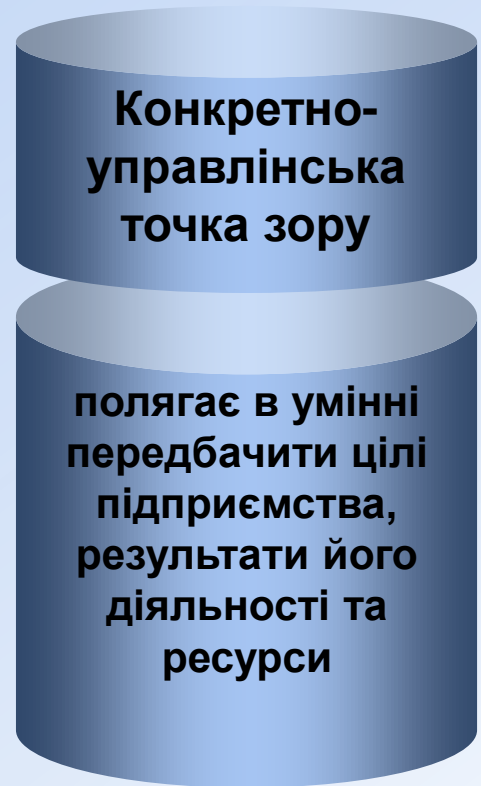 Конкретно-
управлінська
точка зору
полягає в умінні
передбачити цілі
підприємства,
результати його
діяльності та
ресурси